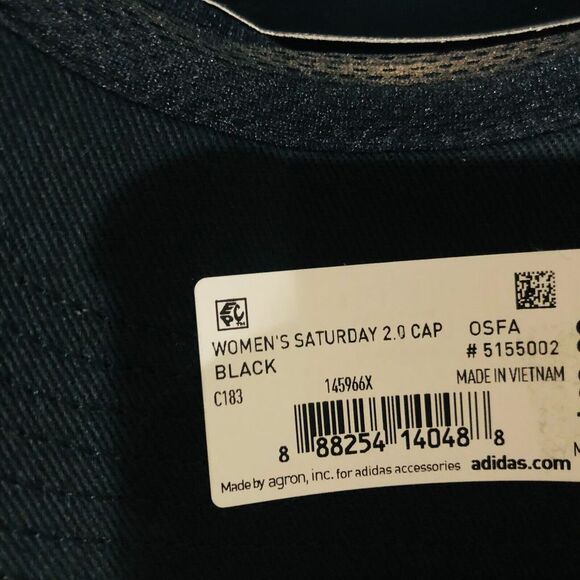 WOMEN'S SATURDAY 2.0 CAP OSFA
BLACK # 5155002
C183 145966X MADE IN VIETNAM
8 88254 14048 8
Made by agron, inc. for adidas accessories adidas.com